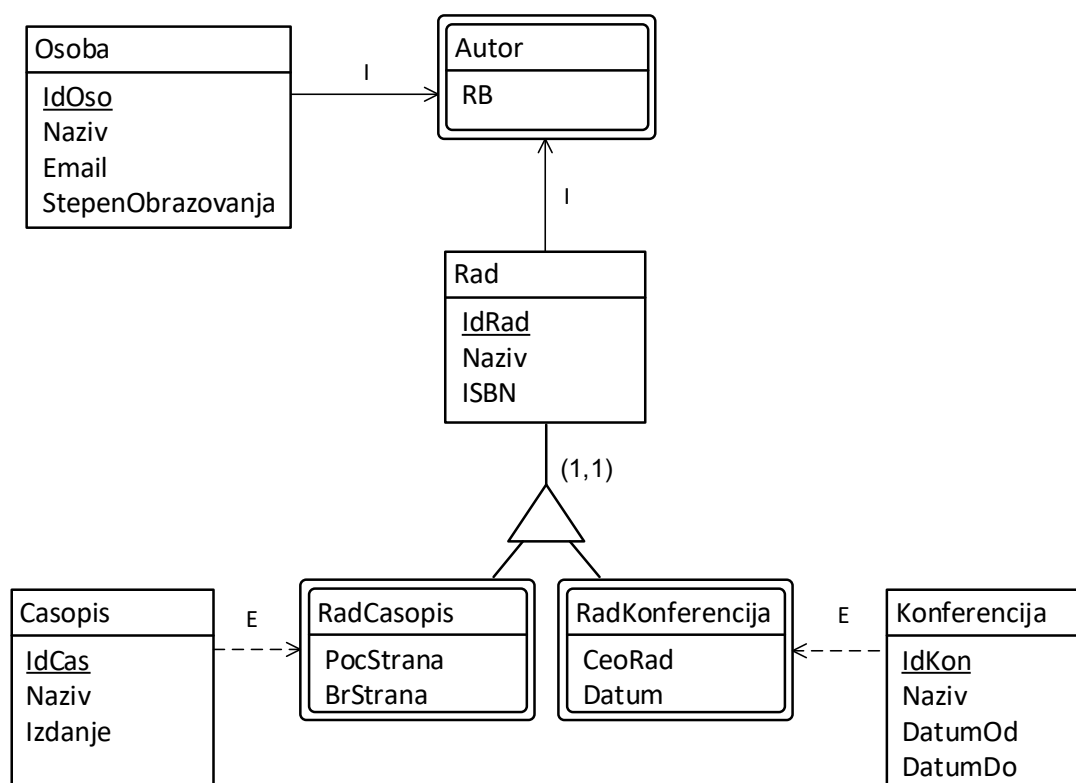 Osoba
IdOso
Naziv
Email
StepenObrazovanja
I
Autor
RB
I
Rad
IdRad
Naziv
ISBN
(1,1)
Casopis
IdCas
Naziv
Izdanje
E
RadCasopis
PocStrana
BrStrana
RadKonferencija
CeoRad
Datum
E
Konferencija
IdKon
Naziv
DatumOd
DatumDo